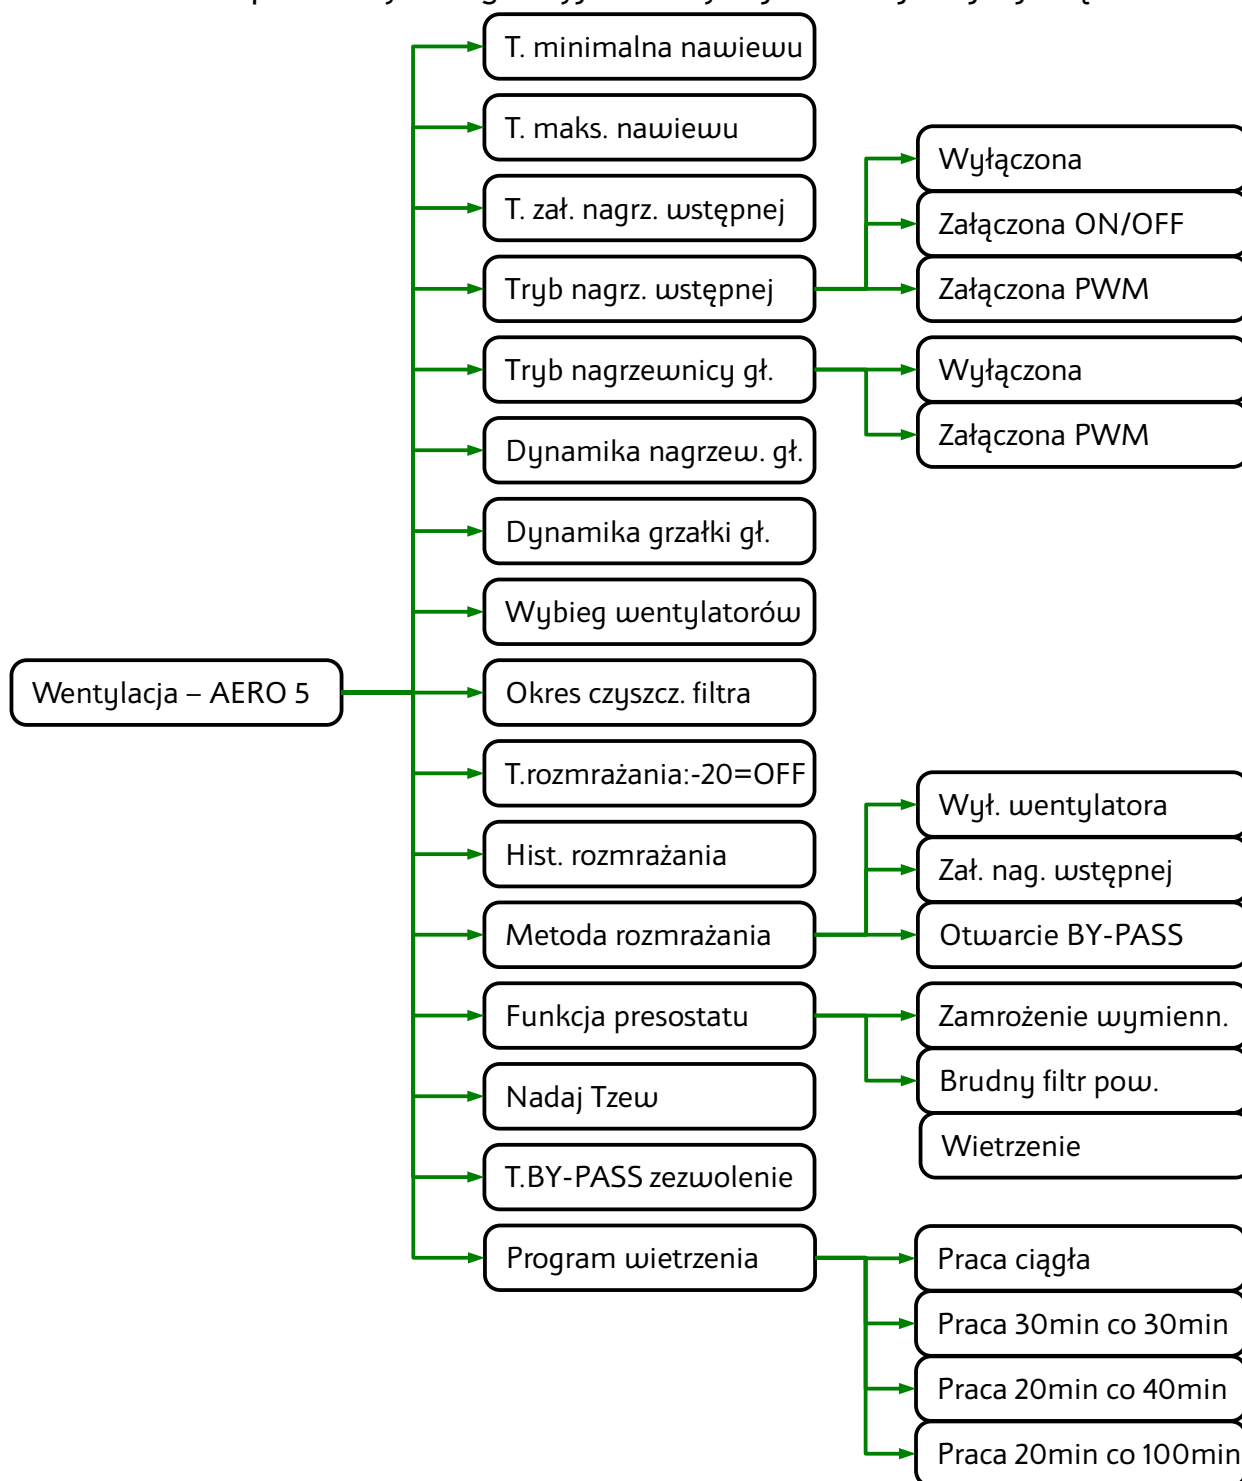 T. minimalna nawiewu
T. maks. nawiewu
Wyłączona
T. zał. nagrz. wstępnej
Załączona ON/OFF
Tryb nagrz. wstępnej
Załączona PWM
Tryb nagrzewnicy gł.
Wyłączona
Załączona PWM
Dynamika nagrzew. gł.
Dynamika grzałki gł.
Wybieg wentylatorów
Wentylacja – AERO 5
Okres czyszcz. filtra
T.rozmrażania:-20=OFF
Wył. wentylatora
Hist. rozmrażania
Zał. nag. wstępnej
Metoda rozmrażania
Otwarcie BY-PASS
Funkcja presostatu
Zamrożenie wymienn.
Brudny filtr pow.
Nadaj Tzew
Wietrzenie
T.BY-PASS zezwolenie
Program wietrzenia
Praca ciągła
Praca 30min co 30min
Praca 20min co 40min
Praca 20min co 100min